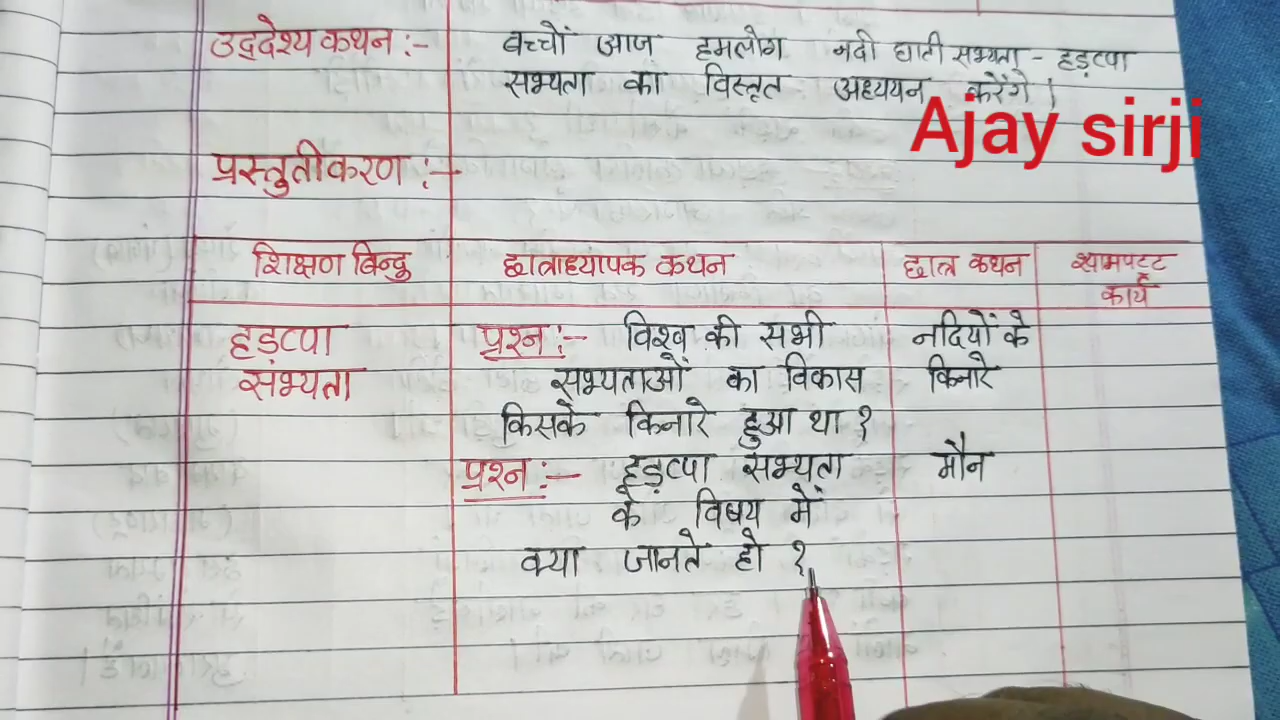 उद्देश्य कथन :- बच्चों आज हमलोग नदी घाटी सभ्यता - हड़प्पा
सभ्यता का विस्तृत अध्ययन करेंगे।
Ajay sirji
प्रस्तुतीकरण :-
शिक्षण बिन्दु छात्राध्यापक कथन छात्र कथन श्यामपट्ट
कार्य
हड़प्पा प्रश्न :- विश्व की सभी नदियों के
संभ्यता सभ्यताओं का विकास किनारे
किसके किनारे हुआ था ?
प्रश्न :- हड़प्पा सभ्यता मौन
के विषय में
क्या जानते हो ?